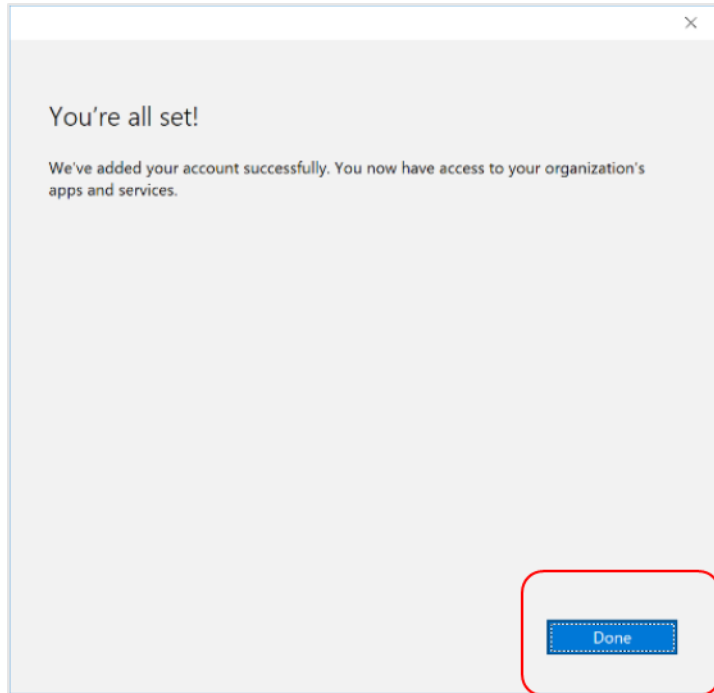 You're all set!
We've added your account successfully. You now have access to your organization's
apps and services.
Done